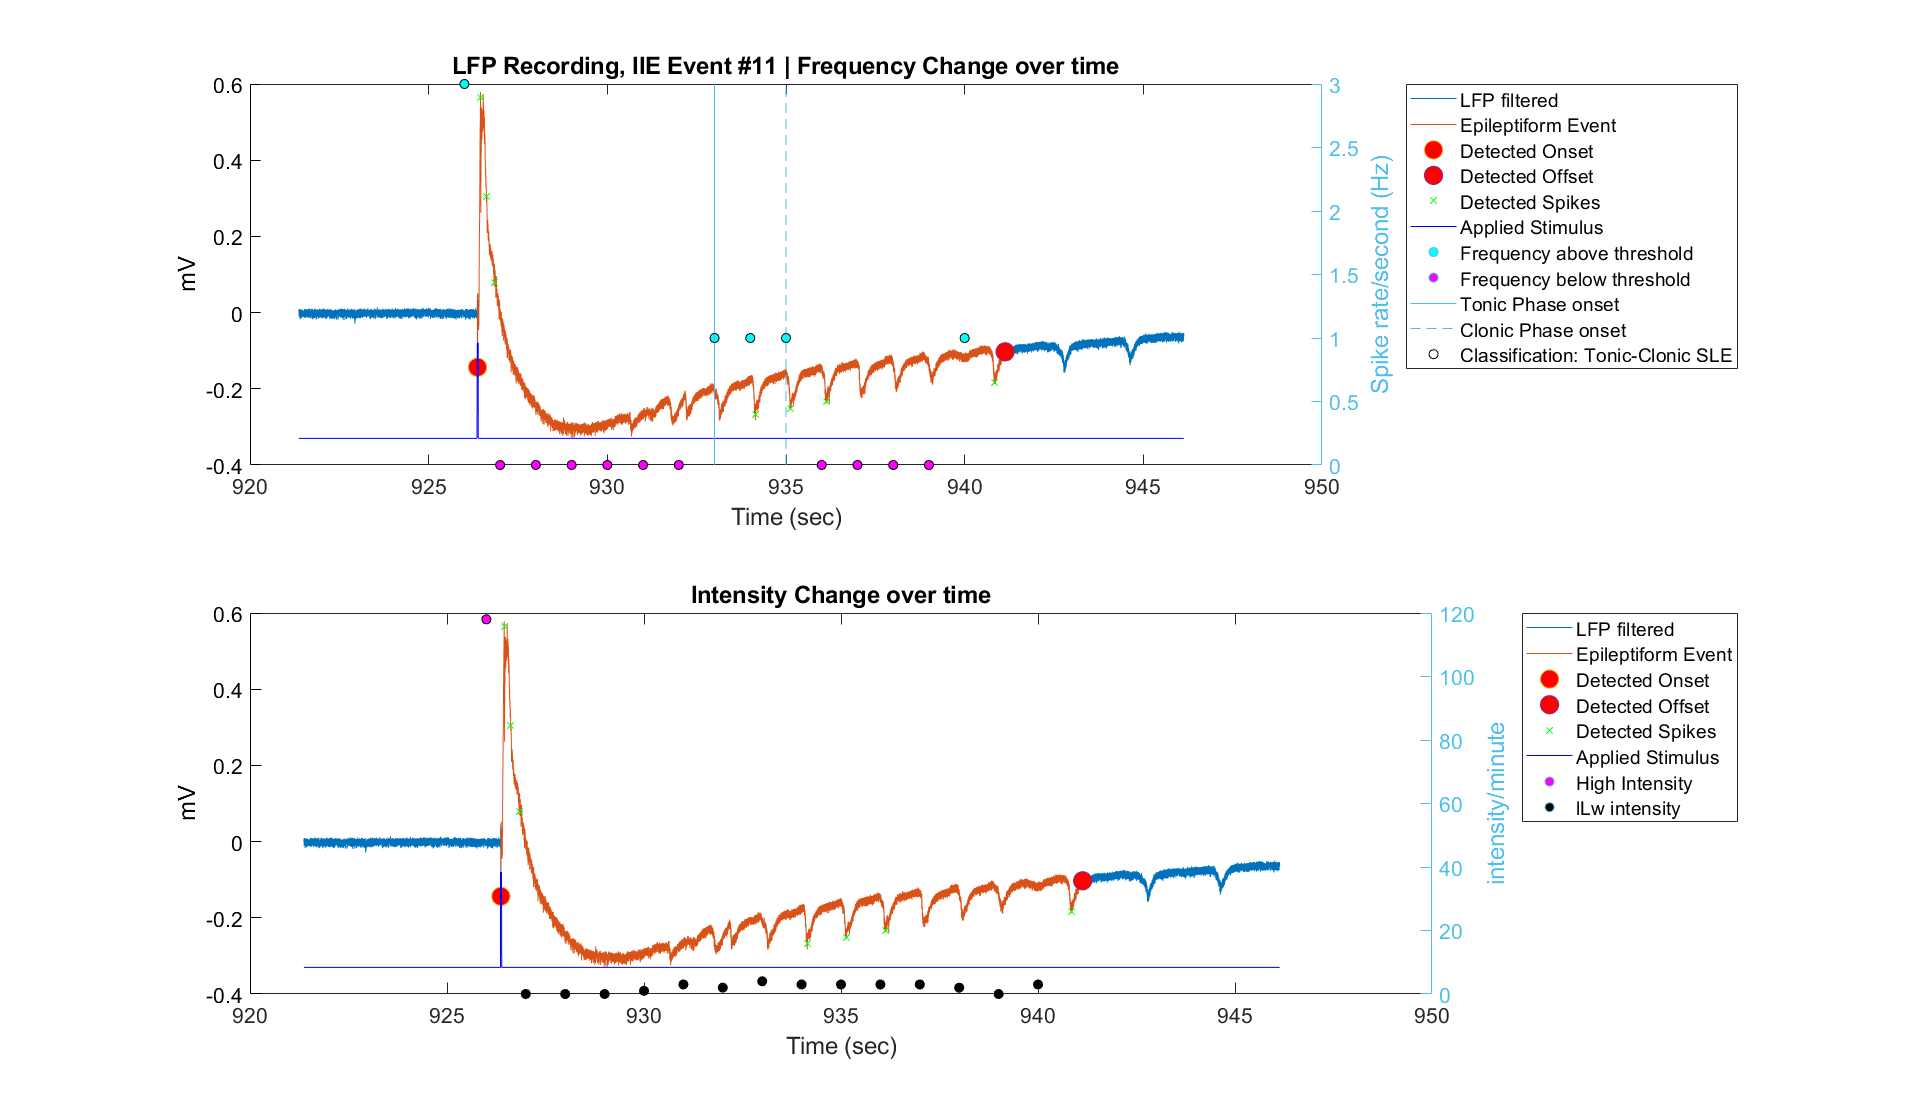 LFP Recording, IIE Event #11 | Frequency Change over time
0.6
0.4
0.2
0
-0.2
-0.4
mV
920
925
930
935
940
945
950
Time (sec)
3
2.5
2
1.5
1
0.5
0
Spike rate/second (Hz)
LFP filtered
Epileptiform Event
Detected Onset
Detected Offset
Detected Spikes
Applied Stimulus
Frequency above threshold
Frequency below threshold
Tonic Phase onset
Clonic Phase onset
Classification: Tonic-Clonic SLE
Intensity Change over time
0.6
0.4
0.2
0
-0.2
-0.4
mV
920
925
930
935
940
945
950
Time (sec)
120
100
80
60
40
20
0
intensity/minute
LFP filtered
Epileptiform Event
Detected Onset
Detected Offset
Detected Spikes
Applied Stimulus
High Intensity
lLw intensity